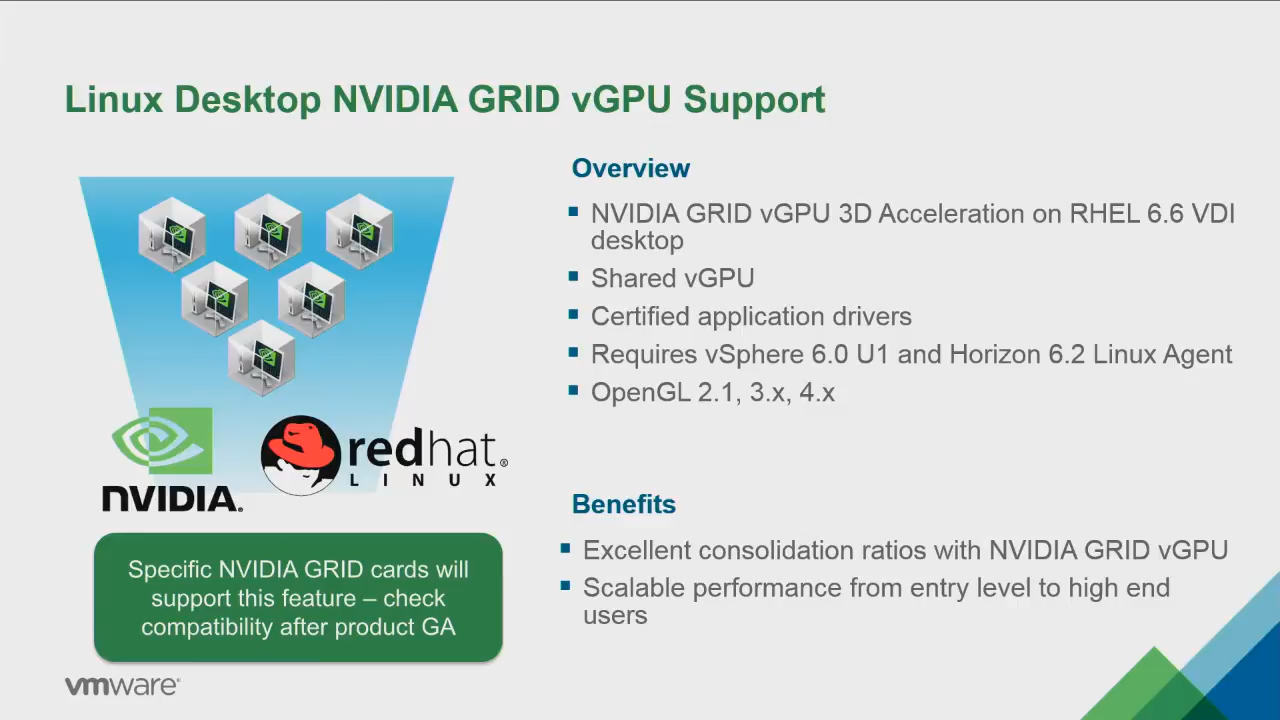 Linux Desktop NVIDIA GRID vGPU Support
Overview
NVIDIA GRID vGPU 3D Acceleration on RHEL 6.6 VDI
desktop
Shared vGPU
Certified application drivers
Requires vSphere 6.0 U1 and Horizon 6.2 Linux Agent
OpenGL 2.1, 3.x, 4.x
NVIDIA.
redhat®
LINUX
Benefits
Excellent consolidation ratios with NVIDIA GRID vGPU
Scalable performance from entry level to high end
users
Specific NVIDIA GRID cards will
support this feature – check
compatibility after product GA
vmware®